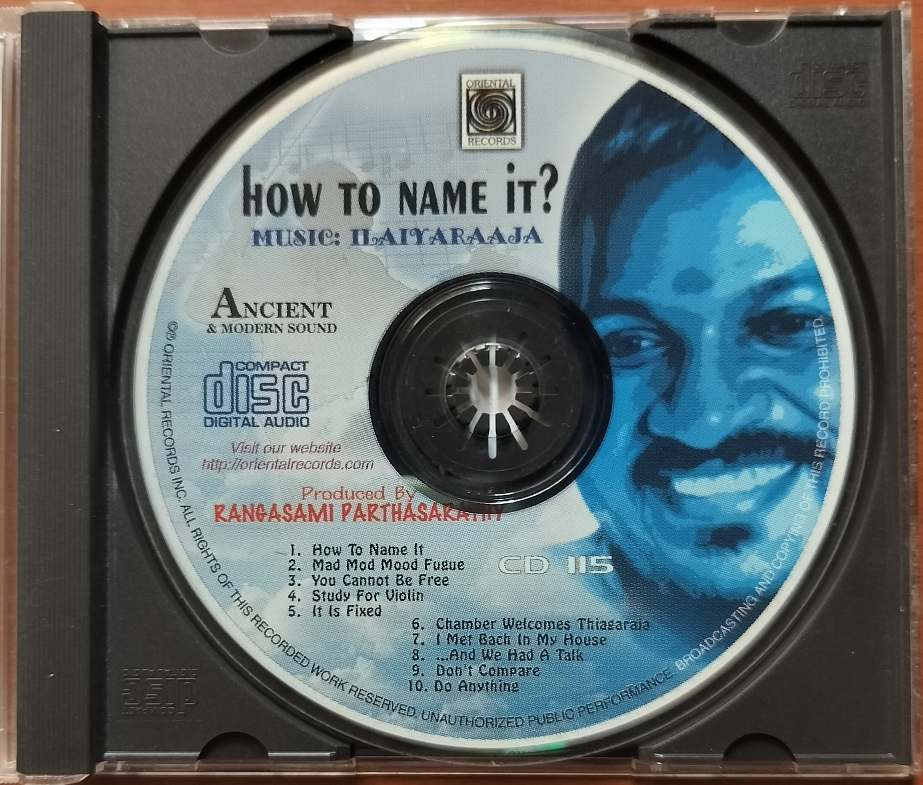 ORIENTAL
RECORDS
HOW TO NAME IT?
MUSIC: ILAIYARAAJA
ANCIENT
& MODERN SOUND
COMPACT
disc
DIGITAL AUDIO
Visit our website
http://orientalrecords.com
Produced By
RANGASAMI PARTHASARATHY
CD 115
1. How To Name It
2. Mad Mod Mood Fugue
3. You Cannot Be Free
4. Study For Violin
5. It Is Fixed
6. Chamber Welcomes Thiagaraja
7. I Met Bach In My House
8. ...And We Had A Talk
9. Don't Compare
10. Do Anything
©℗ ORIENTAL RECORDS INC. ALL RIGHTS OF THIS RECORDED WORK RESERVED. UNAUTHORIZED PUBLIC PERFORMANCE BROADCASTING AND COPYING OF THIS RECORD PROHIBITED.
COMPACT
disc
DIGITAL AUDIO